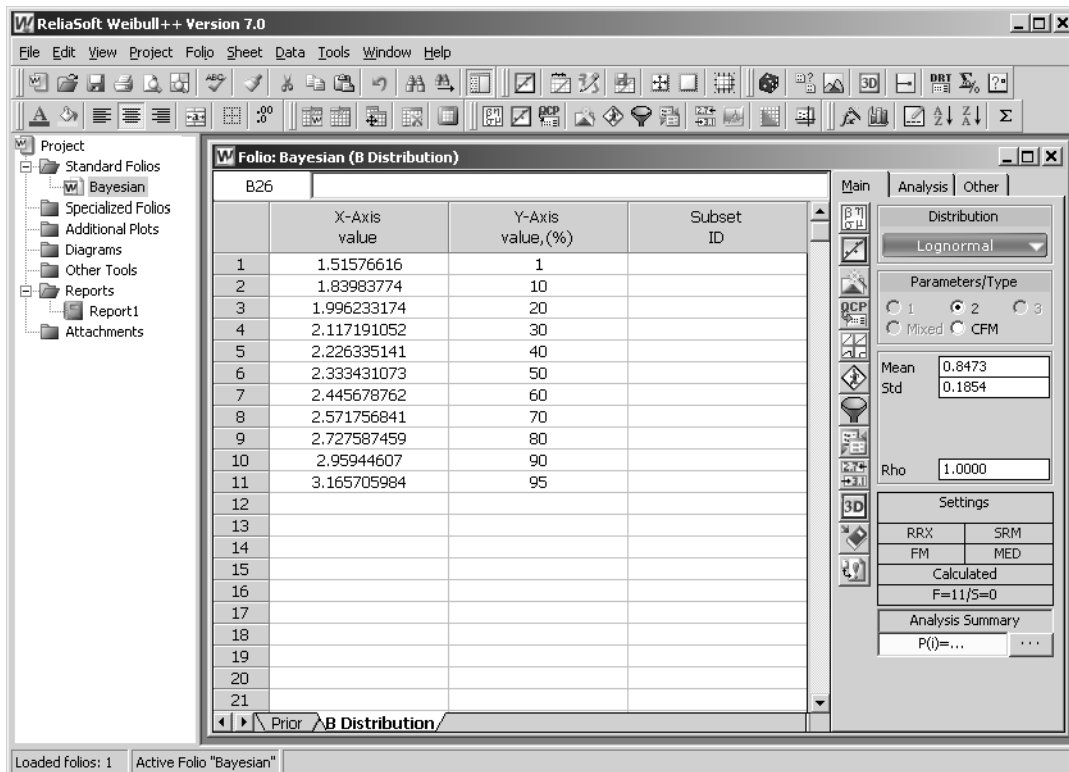 ReliaSoft Weibull++ Version 7.0
File Edit View Project Folio Sheet Data Tools Window Help
Project
Standard Folios
Bayesian
Specialized Folios
Additional Plots
Diagrams
Other Tools
Reports
Report1
Attachments
Folio: Bayesian (B Distribution)
B26
X-Axis value Y-Axis value,(%) Subset ID
1 1.51576616 1
2 1.83983774 10
3 1.996233174 20
4 2.117191052 30
5 2.226335141 40
6 2.333431073 50
7 2.445678762 60
8 2.571756841 70
9 2.727587459 80
10 2.95944607 90
11 3.165705984 95
12
13
14
15
16
17
18
19
20
21
Prior B Distribution
Main Analysis Other
Distribution
Lognormal
Parameters/Type
1 2 3
Mixed CFM
Mean 0.8473
Std 0.1854
Rho 1.0000
Settings
RRX SRM
FM MED
Calculated
F=11/S=0
Analysis Summary
P(i)=... ...
QCP
3D
Loaded folios: 1 Active Folio "Bayesian"